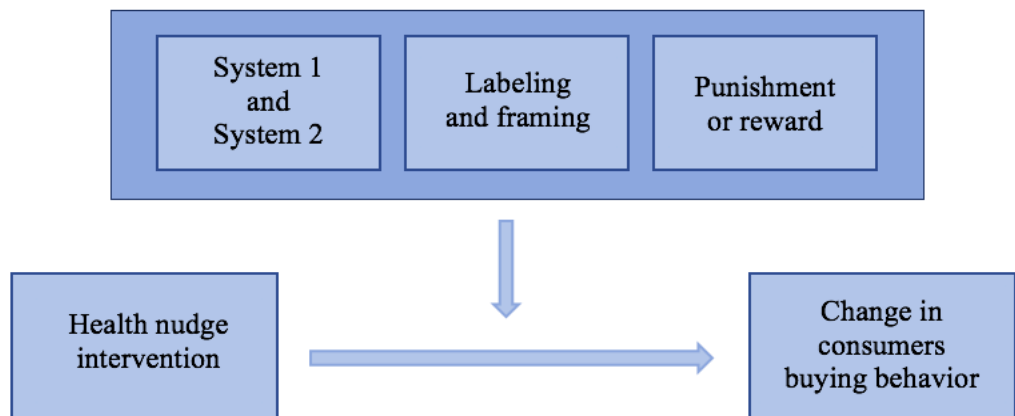 System 1
and
System 2
Labeling
and framing
Punishment
or reward
Health nudge
intervention
Change in
consumers
buying behavior